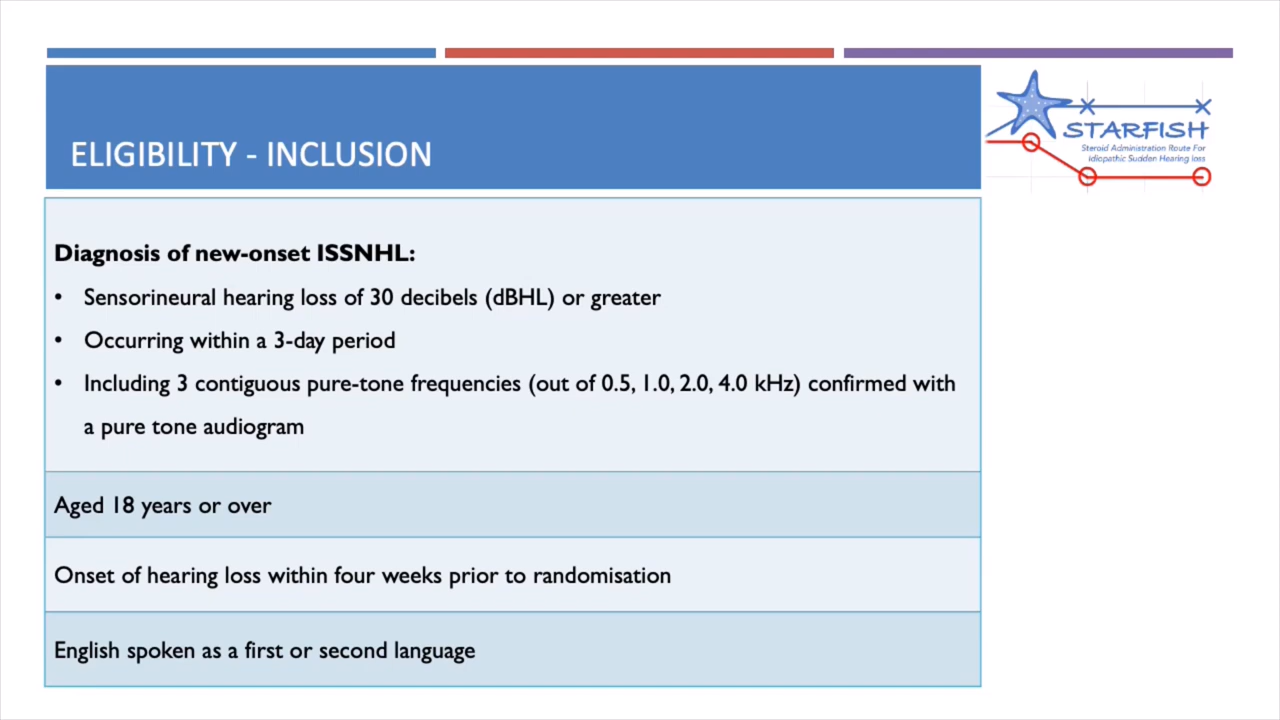 ELIGIBILITY - INCLUSION
STARFISH
Steroid Administration Route For
Idiopathic Sudden Hearing loss
Diagnosis of new-onset ISSNHL:
• Sensorineural hearing loss of 30 decibels (dBHL) or greater
• Occurring within a 3-day period
• Including 3 contiguous pure-tone frequencies (out of 0.5, 1.0, 2.0, 4.0 kHz) confirmed with
a pure tone audiogram
Aged 18 years or over
Onset of hearing loss within four weeks prior to randomisation
English spoken as a first or second language